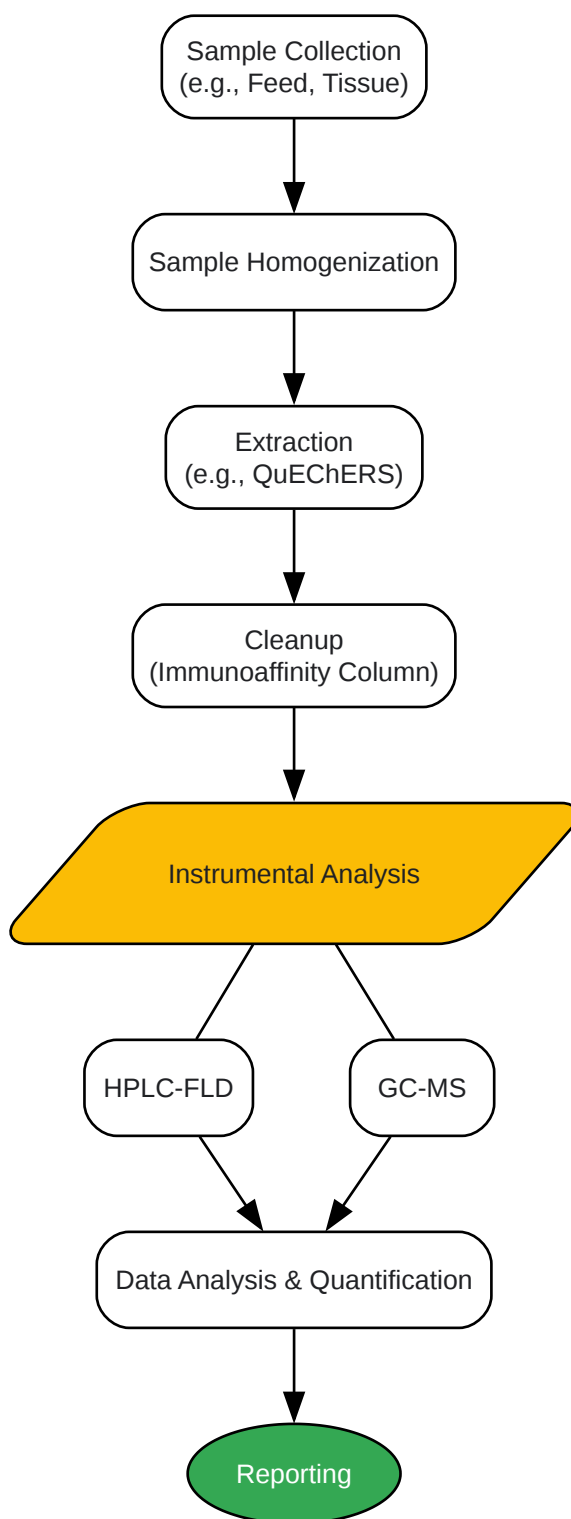 Sample Collection
(e.g., Feed, Tissue)
Sample Homogenization
Extraction
(e.g., QuEChERS)
Cleanup
(Immunoaffinity Column)
Instrumental Analysis
HPLC-FLD
GC-MS
Data Analysis & Quantification
Reporting